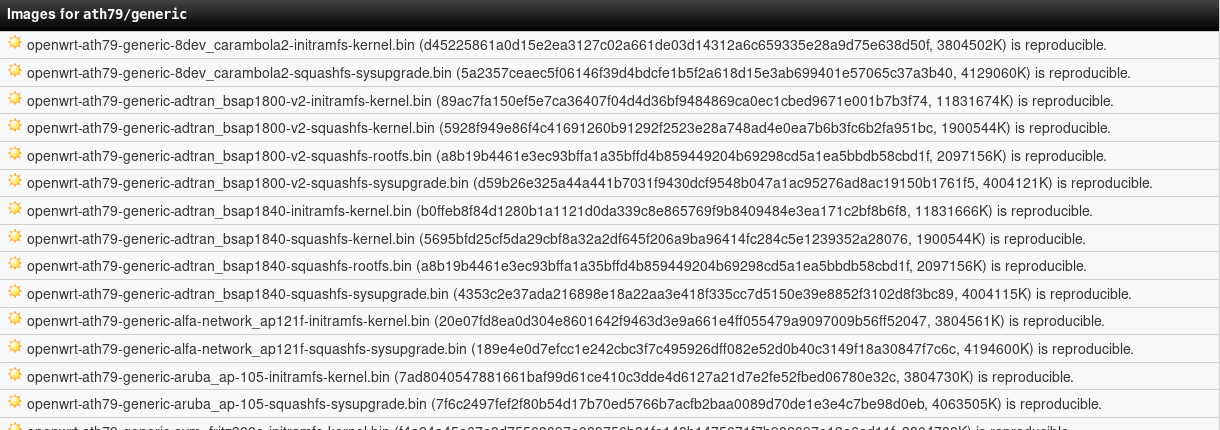 Images for ath79/generic
openwrt-ath79-generic-8dev_carambola2-initramfs-kernel.bin (d45225861a0d15e2ea3127c02a661de03d14312a6c659335e28a9d75e638d50f, 3804502K) is reproducible.
openwrt-ath79-generic-8dev_carambola2-squashfs-sysupgrade.bin (5a2357ceaec5f06146f39d4bdcfe1b5f2a618d15e3ab699401e57065c37a3b40, 4129060K) is reproducible.
openwrt-ath79-generic-adtran_bsap1800-v2-initramfs-kernel.bin (89ac7fa150ef5e7ca36407f04d4d36bf9484869ca0ec1cbed9671e001b7b3f74, 11831674K) is reproducible.
openwrt-ath79-generic-adtran_bsap1800-v2-squashfs-kernel.bin (5928f949e86f4c41691260b91292f2523e28a748ad4e0ea7b6b3fc6b2fa951bc, 1900544K) is reproducible.
openwrt-ath79-generic-adtran_bsap1800-v2-squashfs-rootfs.bin (a8b19b4461e3ec93bffa1a35bffd4b859449204b69298cd5a1ea5bbdb58cbd1f, 2097156K) is reproducible.
openwrt-ath79-generic-adtran_bsap1800-v2-squashfs-sysupgrade.bin (d59b26e325a44a441b7031f9430dcf9548b047a1ac95276ad8ac19150b1761f5, 4004121K) is reproducible.
openwrt-ath79-generic-adtran_bsap1840-initramfs-kernel.bin (b0ffeb8f84d1280b1a1121d0da339c8e865769f9b8409484e3ea171c2bf8b6f8, 11831666K) is reproducible.
openwrt-ath79-generic-adtran_bsap1840-squashfs-kernel.bin (5695bfd25cf5da29cbf8a32a2df645f206a9ba96414fc284c5e1239352a28076, 1900544K) is reproducible.
openwrt-ath79-generic-adtran_bsap1840-squashfs-rootfs.bin (a8b19b4461e3ec93bffa1a35bffd4b859449204b69298cd5a1ea5bbdb58cbd1f, 2097156K) is reproducible.
openwrt-ath79-generic-adtran_bsap1840-squashfs-sysupgrade.bin (4353c2e37ada216898e18a22aa3e418f335cc7d5150e39e8852f3102d8f3bc89, 4004115K) is reproducible.
openwrt-ath79-generic-alfa-network_ap121f-initramfs-kernel.bin (20e07fd8ea0d304e8601642f9463d3e9a661e4ff055479a9097009b56ff52047, 3804561K) is reproducible.
openwrt-ath79-generic-alfa-network_ap121f-squashfs-sysupgrade.bin (189e4e0d7efcc1e242cbc3f7c495926dff082e52d0b40c3149f18a30847f7c6c, 4194600K) is reproducible.
openwrt-ath79-generic-aruba_ap-105-initramfs-kernel.bin (7ad8040547881661baf99d61ce410c3dde4d6127a21d7e2fe52fbed06780e32c, 3804730K) is reproducible.
openwrt-ath79-generic-aruba_ap-105-squashfs-sysupgrade.bin (7f6c2497fef2f80b54d17b70ed5766b7acfb2baa0089d70de1e3e4c7be98d0eb, 4063505K) is reproducible.